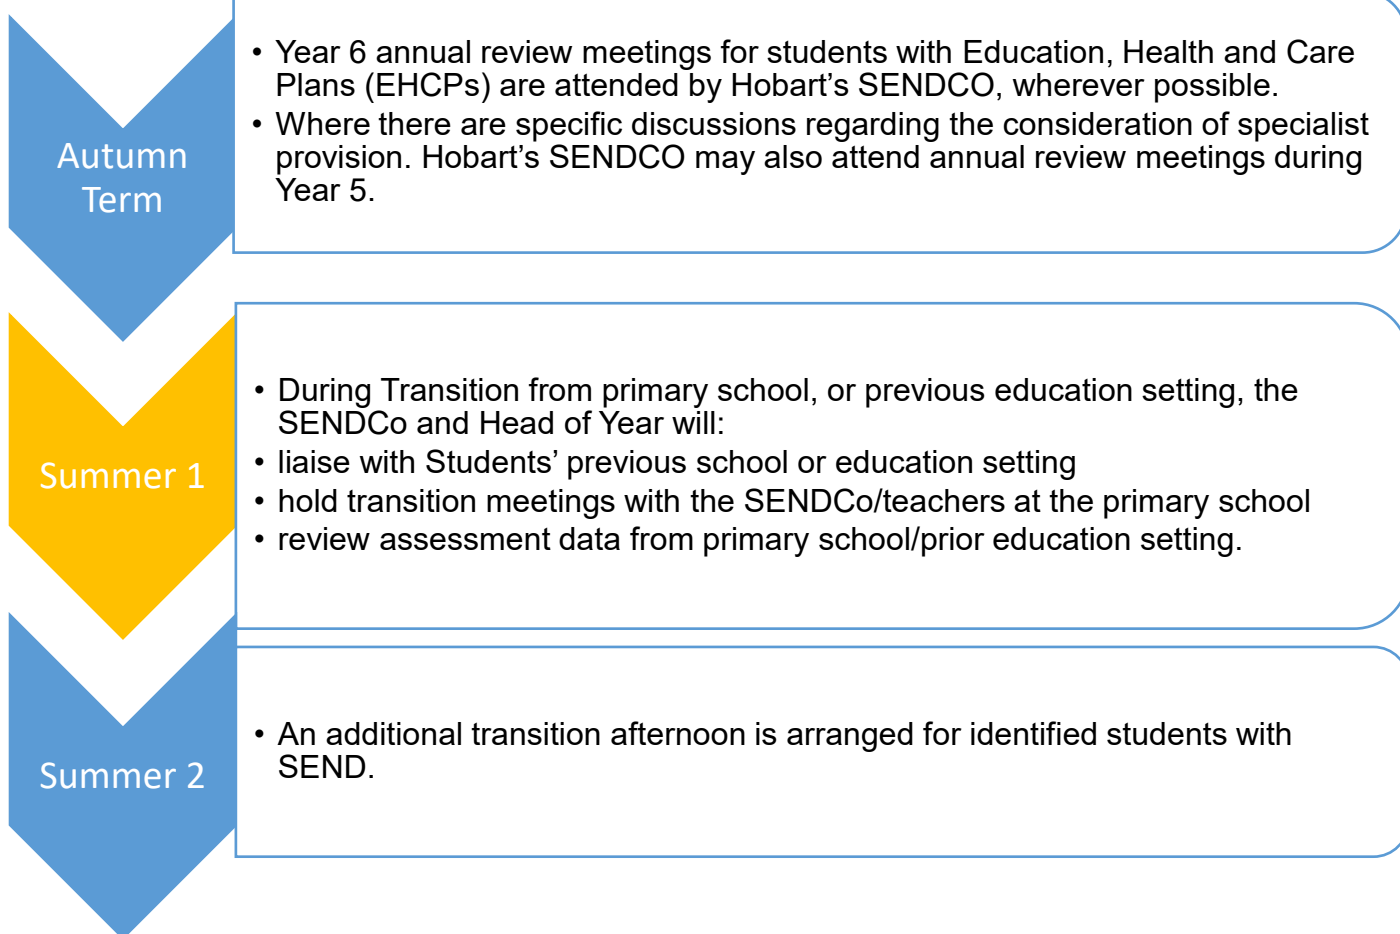 Autumn
Term
• Year 6 annual review meetings for students with Education, Health and Care
Plans (EHCPs) are attended by Hobart’s SENDCO, wherever possible.
• Where there are specific discussions regarding the consideration of specialist
provision. Hobart’s SENDCO may also attend annual review meetings during
Year 5.
Summer 1
• During Transition from primary school, or previous education setting, the
SENDCo and Head of Year will:
• liaise with Students’ previous school or education setting
• hold transition meetings with the SENDCo/teachers at the primary school
• review assessment data from primary school/prior education setting.
Summer 2
• An additional transition afternoon is arranged for identified students with
SEND.